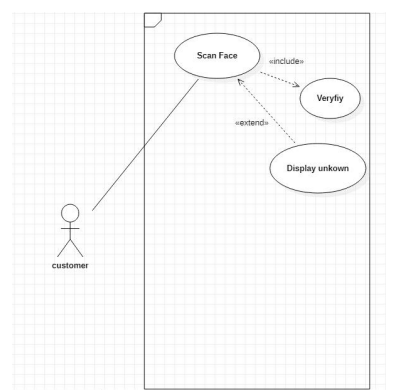 Scan Face
«include»
Veryfiy
«extend»
Display unkown
customer